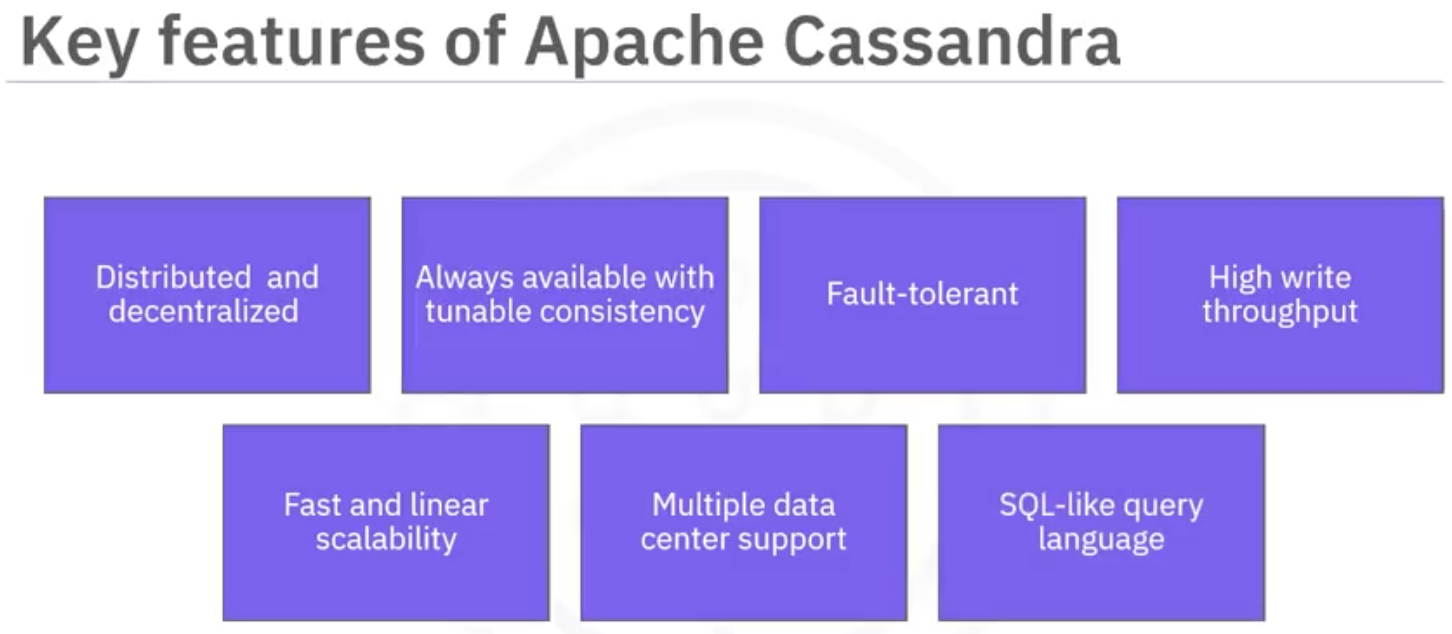 Key features of Apache Cassandra
Distributed and
decentralized
Always available with
tunable consistency
Fault-tolerant
High write
throughput
Fast and linear
scalability
Multiple data
center support
SQL-like query
language